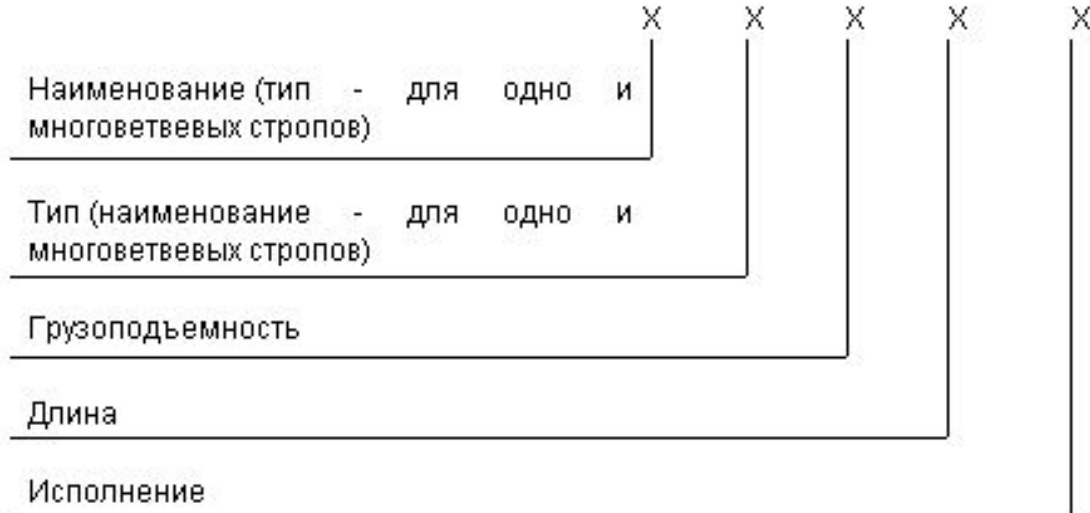 X X X X X
Наименование (тип - для одно и
многоветвевых стропов)
Тип (наименование - для одно и
многоветвевых стропов)
Грузоподъемность
Длина
Исполнение